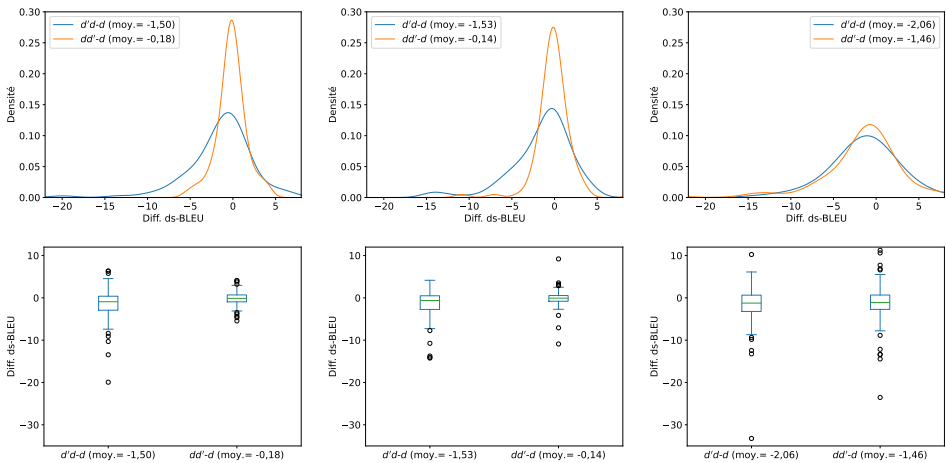 d'd-d (moy.= -1,50)
dd'-d (moy.= -0,18)
Densité
0.30
0.25
0.20
0.15
0.10
0.05
0.00
−20 −15 −10 −5 0 5
Diff. ds-BLEU
d'd-d (moy.= -1,53)
dd'-d (moy.= -0,14)
Densité
0.30
0.25
0.20
0.15
0.10
0.05
0.00
−20 −15 −10 −5 0 5
Diff. ds-BLEU
d'd-d (moy.= -2,06)
dd'-d (moy.= -1,46)
Densité
0.30
0.25
0.20
0.15
0.10
0.05
0.00
−20 −15 −10 −5 0 5
Diff. ds-BLEU
Diff. ds-BLEU
10
0
−10
−20
−30
d'd-d (moy.= -1,50) dd'-d (moy.= -0,18)
Diff. ds-BLEU
10
0
−10
−20
−30
d'd-d (moy.= -1,53) dd'-d (moy.= -0,14)
Diff. ds-BLEU
10
0
−10
−20
−30
d'd-d (moy.= -2,06) dd'-d (moy.= -1,46)